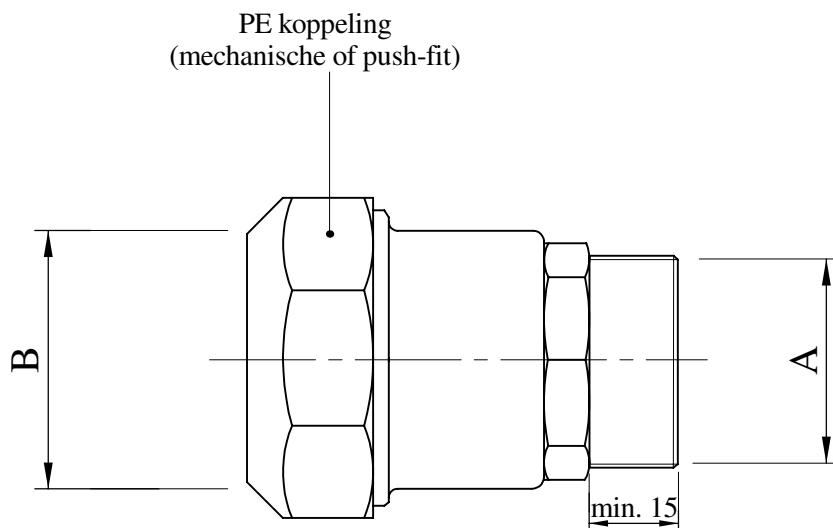 PE koppeling
(mechanische of push-fit)
B
A
min. 15